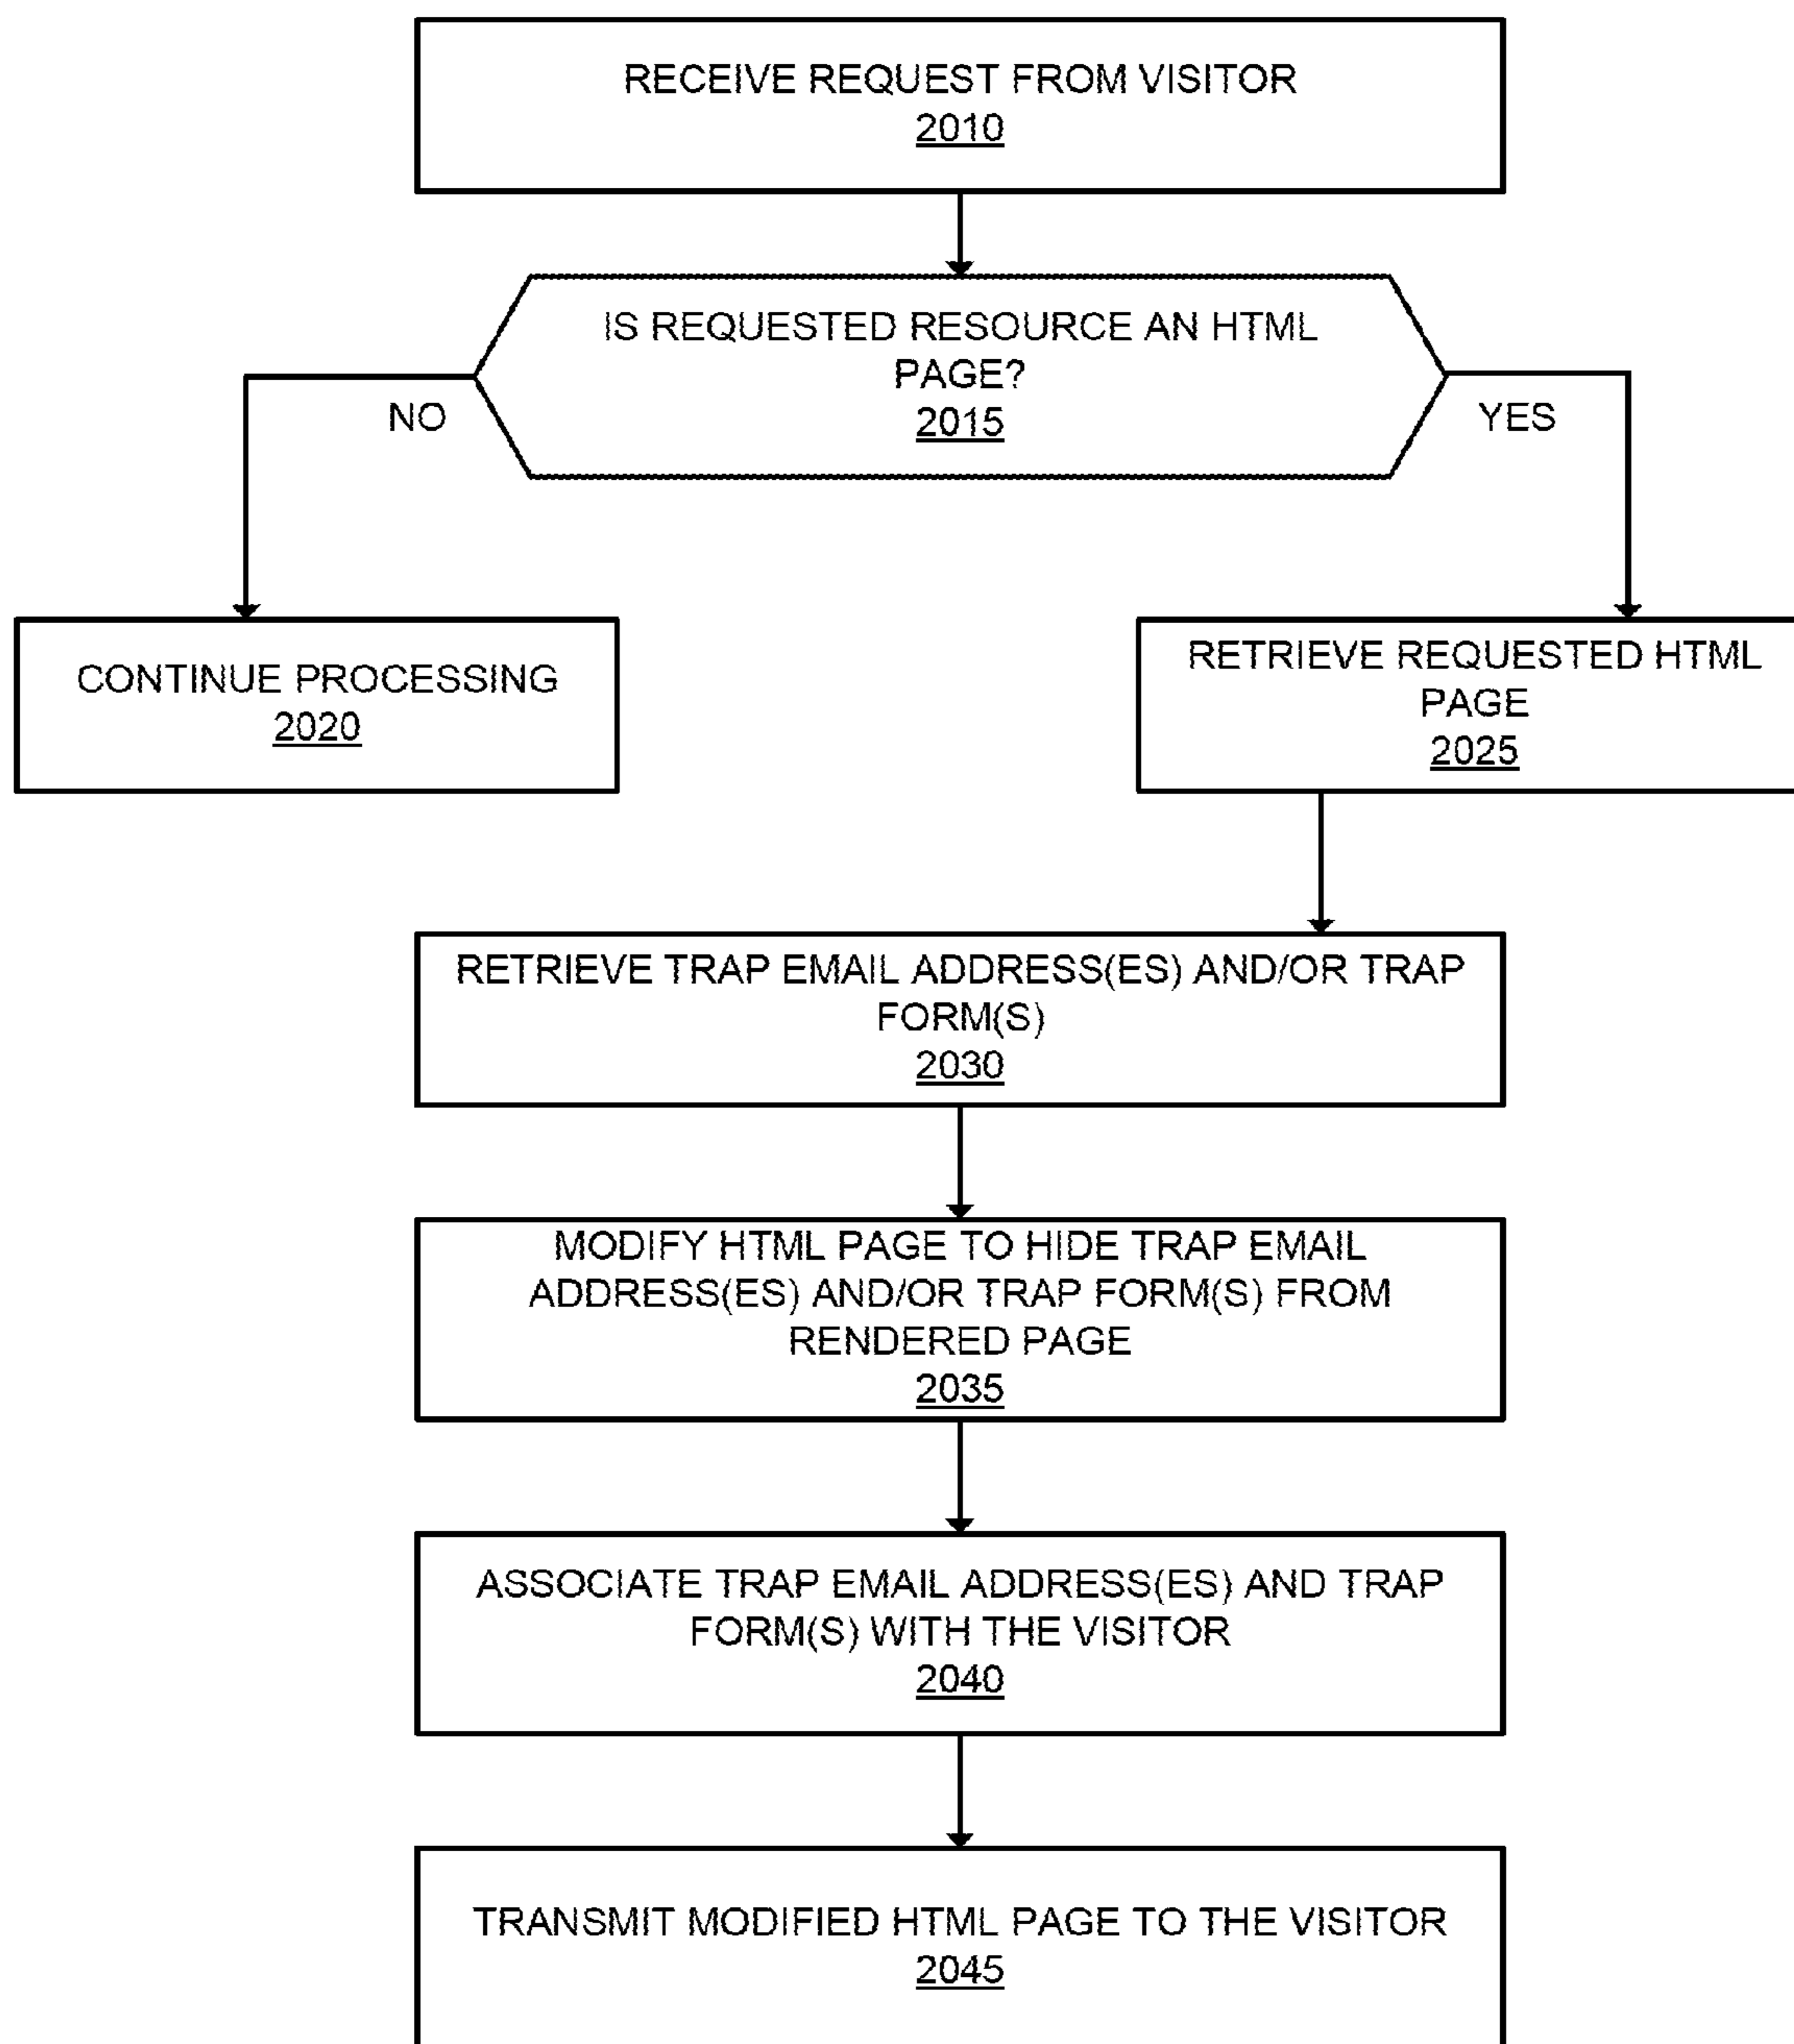 RECEIVE REQUEST FROM VISITOR
2010
IS REQUESTED RESOURCE AN HTML
PAGE?
2015
NO
YES
CONTINUE PROCESSING
2020
RETRIEVE REQUESTED HTML
PAGE
2025
RETRIEVE TRAP EMAIL ADDRESS(ES) AND/OR TRAP
FORM(S)
2030
MODIFY HTML PAGE TO HIDE TRAP EMAIL
ADDRESS(ES) AND/OR TRAP FORM(S) FROM
RENDERED PAGE
2035
ASSOCIATE TRAP EMAIL ADDRESS(ES) AND TRAP
FORM(S) WITH THE VISITOR
2040
TRANSMIT MODIFIED HTML PAGE TO THE VISITOR
2045